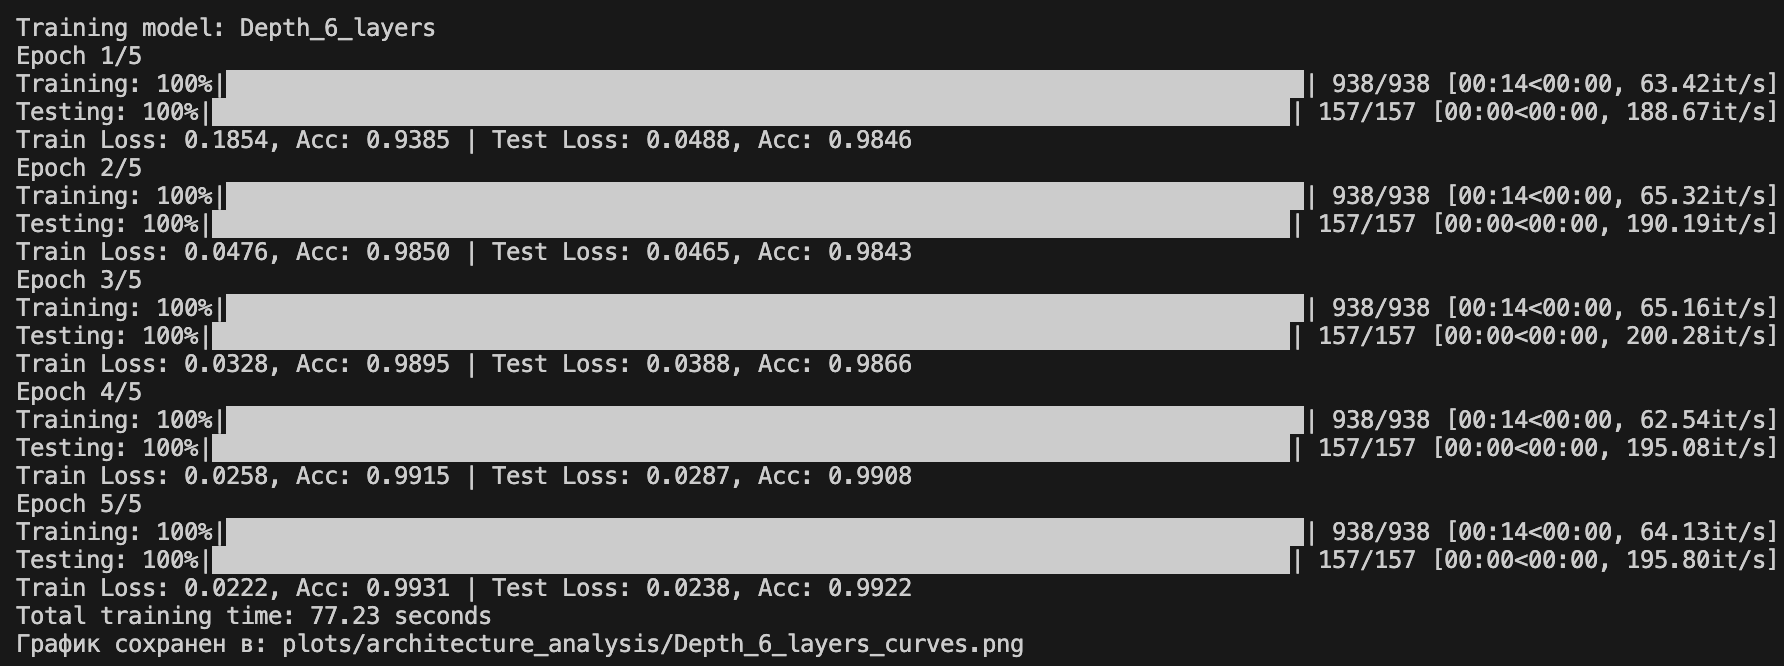 Training model: Depth_6_layers
Epoch 1/5
Training: 100%|| 938/938 [00:14<00:00, 63.42it/s]
Testing: 100%|| 157/157 [00:00<00:00, 188.67it/s]
Train Loss: 0.1854, Acc: 0.9385 | Test Loss: 0.0488, Acc: 0.9846
Epoch 2/5
Training: 100%|| 938/938 [00:14<00:00, 65.32it/s]
Testing: 100%|| 157/157 [00:00<00:00, 190.19it/s]
Train Loss: 0.0476, Acc: 0.9850 | Test Loss: 0.0465, Acc: 0.9843
Epoch 3/5
Training: 100%|| 938/938 [00:14<00:00, 65.16it/s]
Testing: 100%|| 157/157 [00:00<00:00, 200.28it/s]
Train Loss: 0.0328, Acc: 0.9895 | Test Loss: 0.0388, Acc: 0.9866
Epoch 4/5
Training: 100%|| 938/938 [00:14<00:00, 62.54it/s]
Testing: 100%|| 157/157 [00:00<00:00, 195.08it/s]
Train Loss: 0.0258, Acc: 0.9915 | Test Loss: 0.0287, Acc: 0.9908
Epoch 5/5
Training: 100%|| 938/938 [00:14<00:00, 64.13it/s]
Testing: 100%|| 157/157 [00:00<00:00, 195.80it/s]
Train Loss: 0.0222, Acc: 0.9931 | Test Loss: 0.0238, Acc: 0.9922
Total training time: 77.23 seconds
График сохранен в: plots/architecture_analysis/Depth_6_layers_curves.png